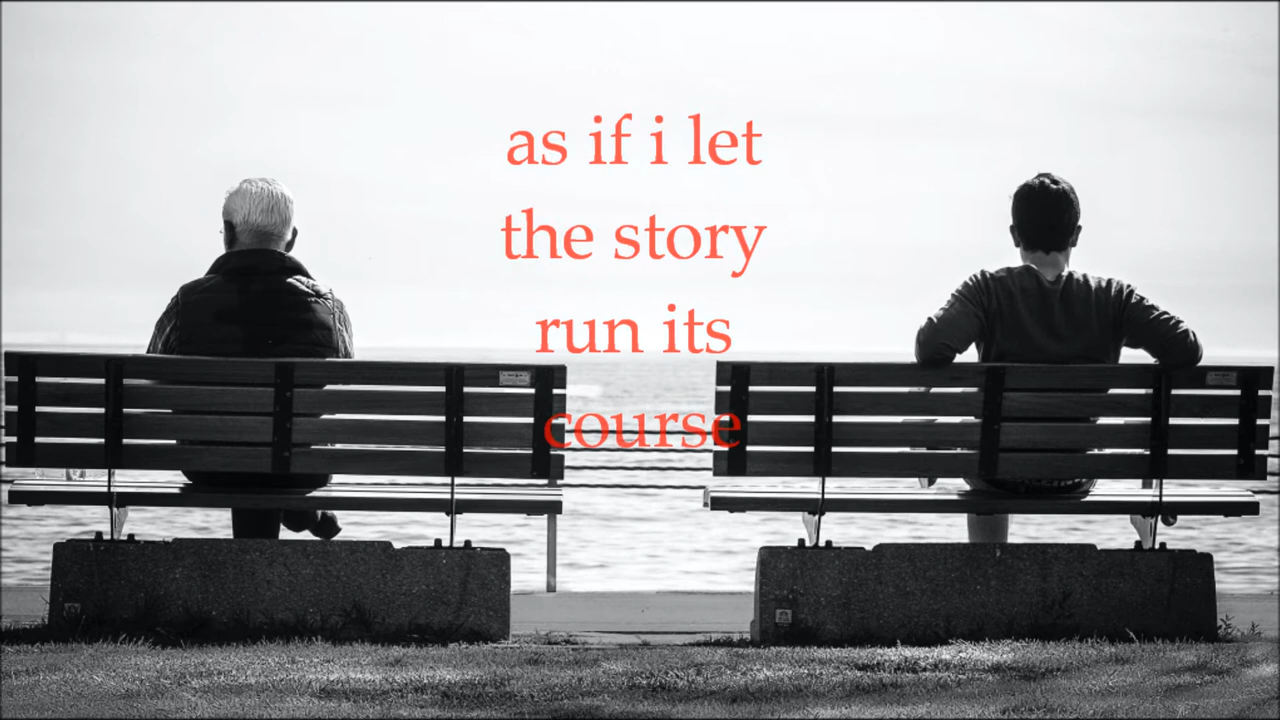 as if i let
the story
run its
course